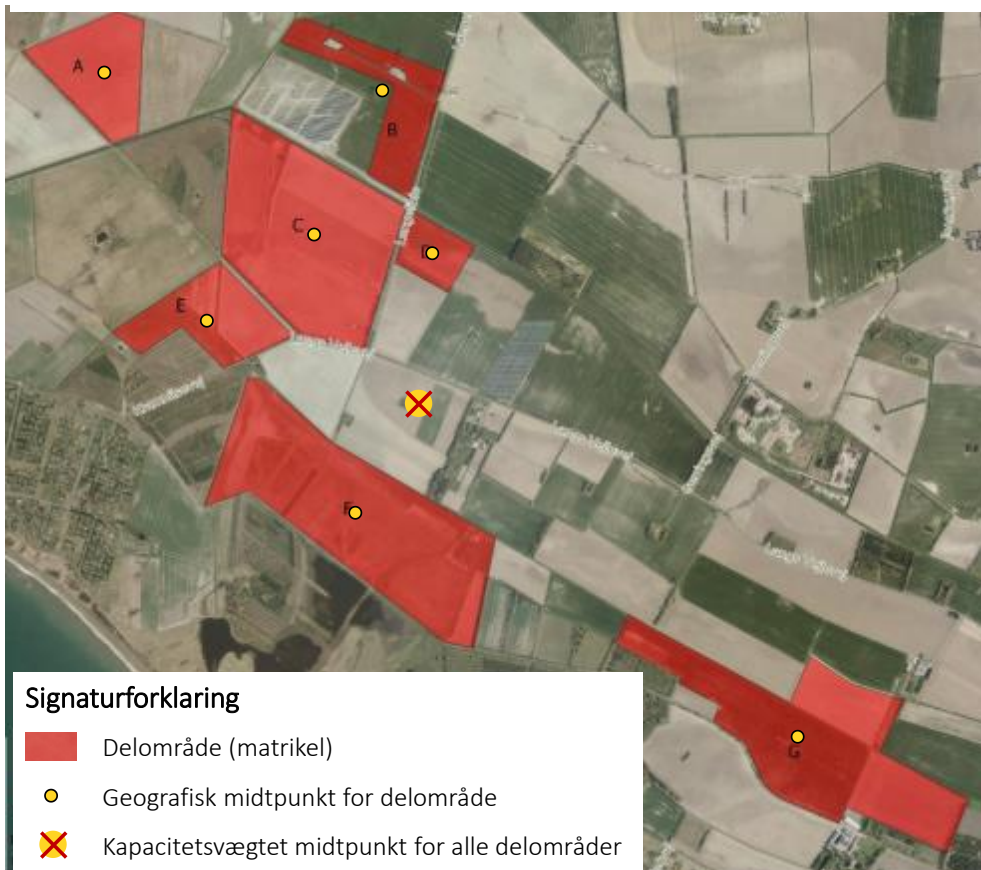 A
B
C
D
E
F
G
Signaturforklaring
Delområde (matrikel)
Geografisk midtpunkt for delområde
Kapacitetsvægtet midtpunkt for alle delområder